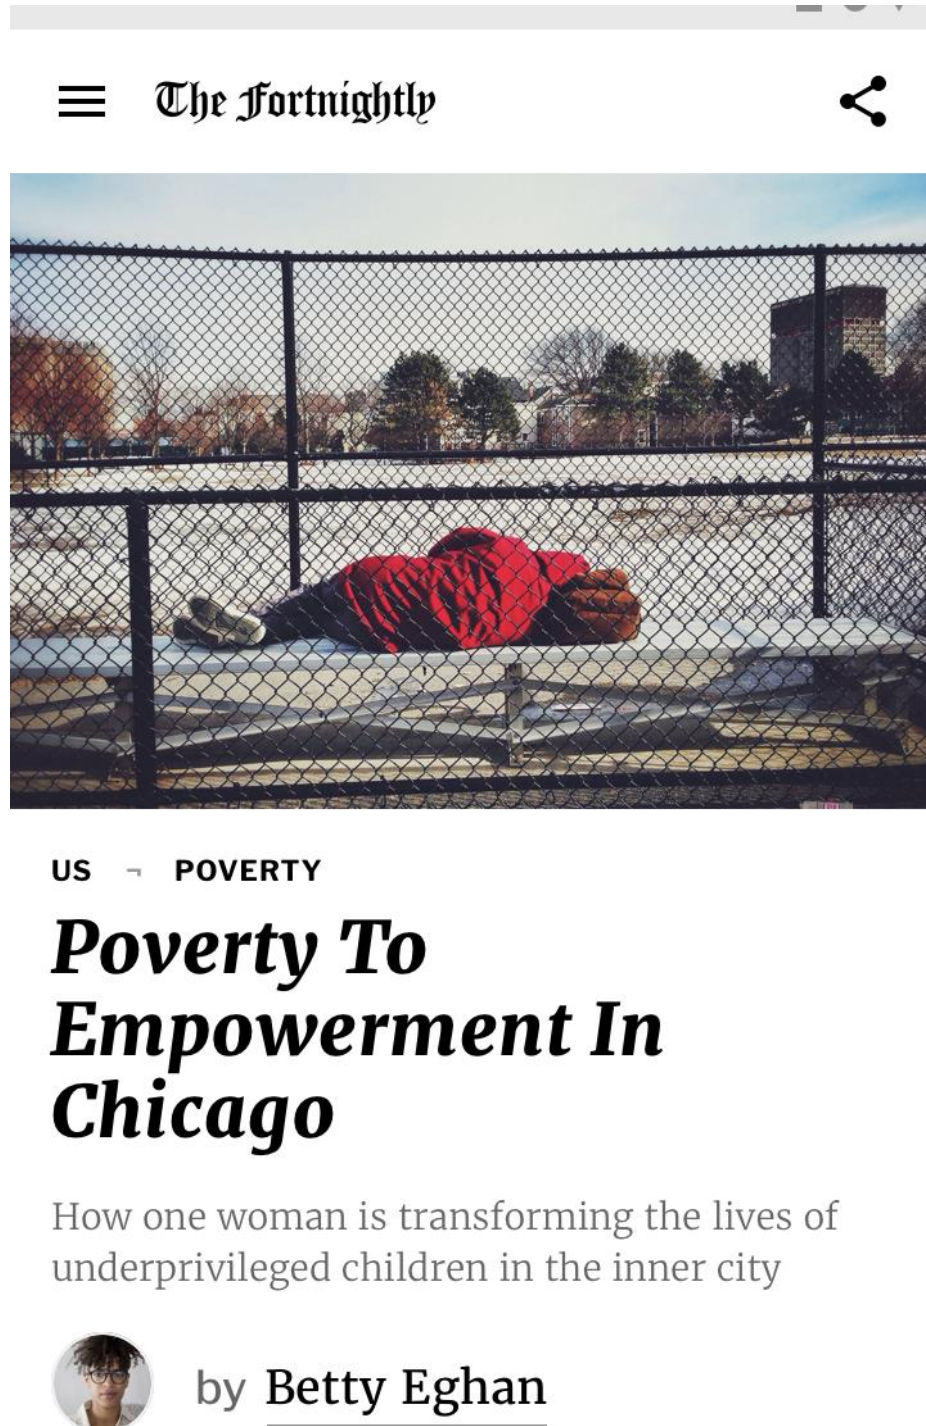 The Fortnightly
US ¬ POVERTY
Poverty To
Empowerment In
Chicago
How one woman is transforming the lives of
underprivileged children in the inner city
by Betty Eghan